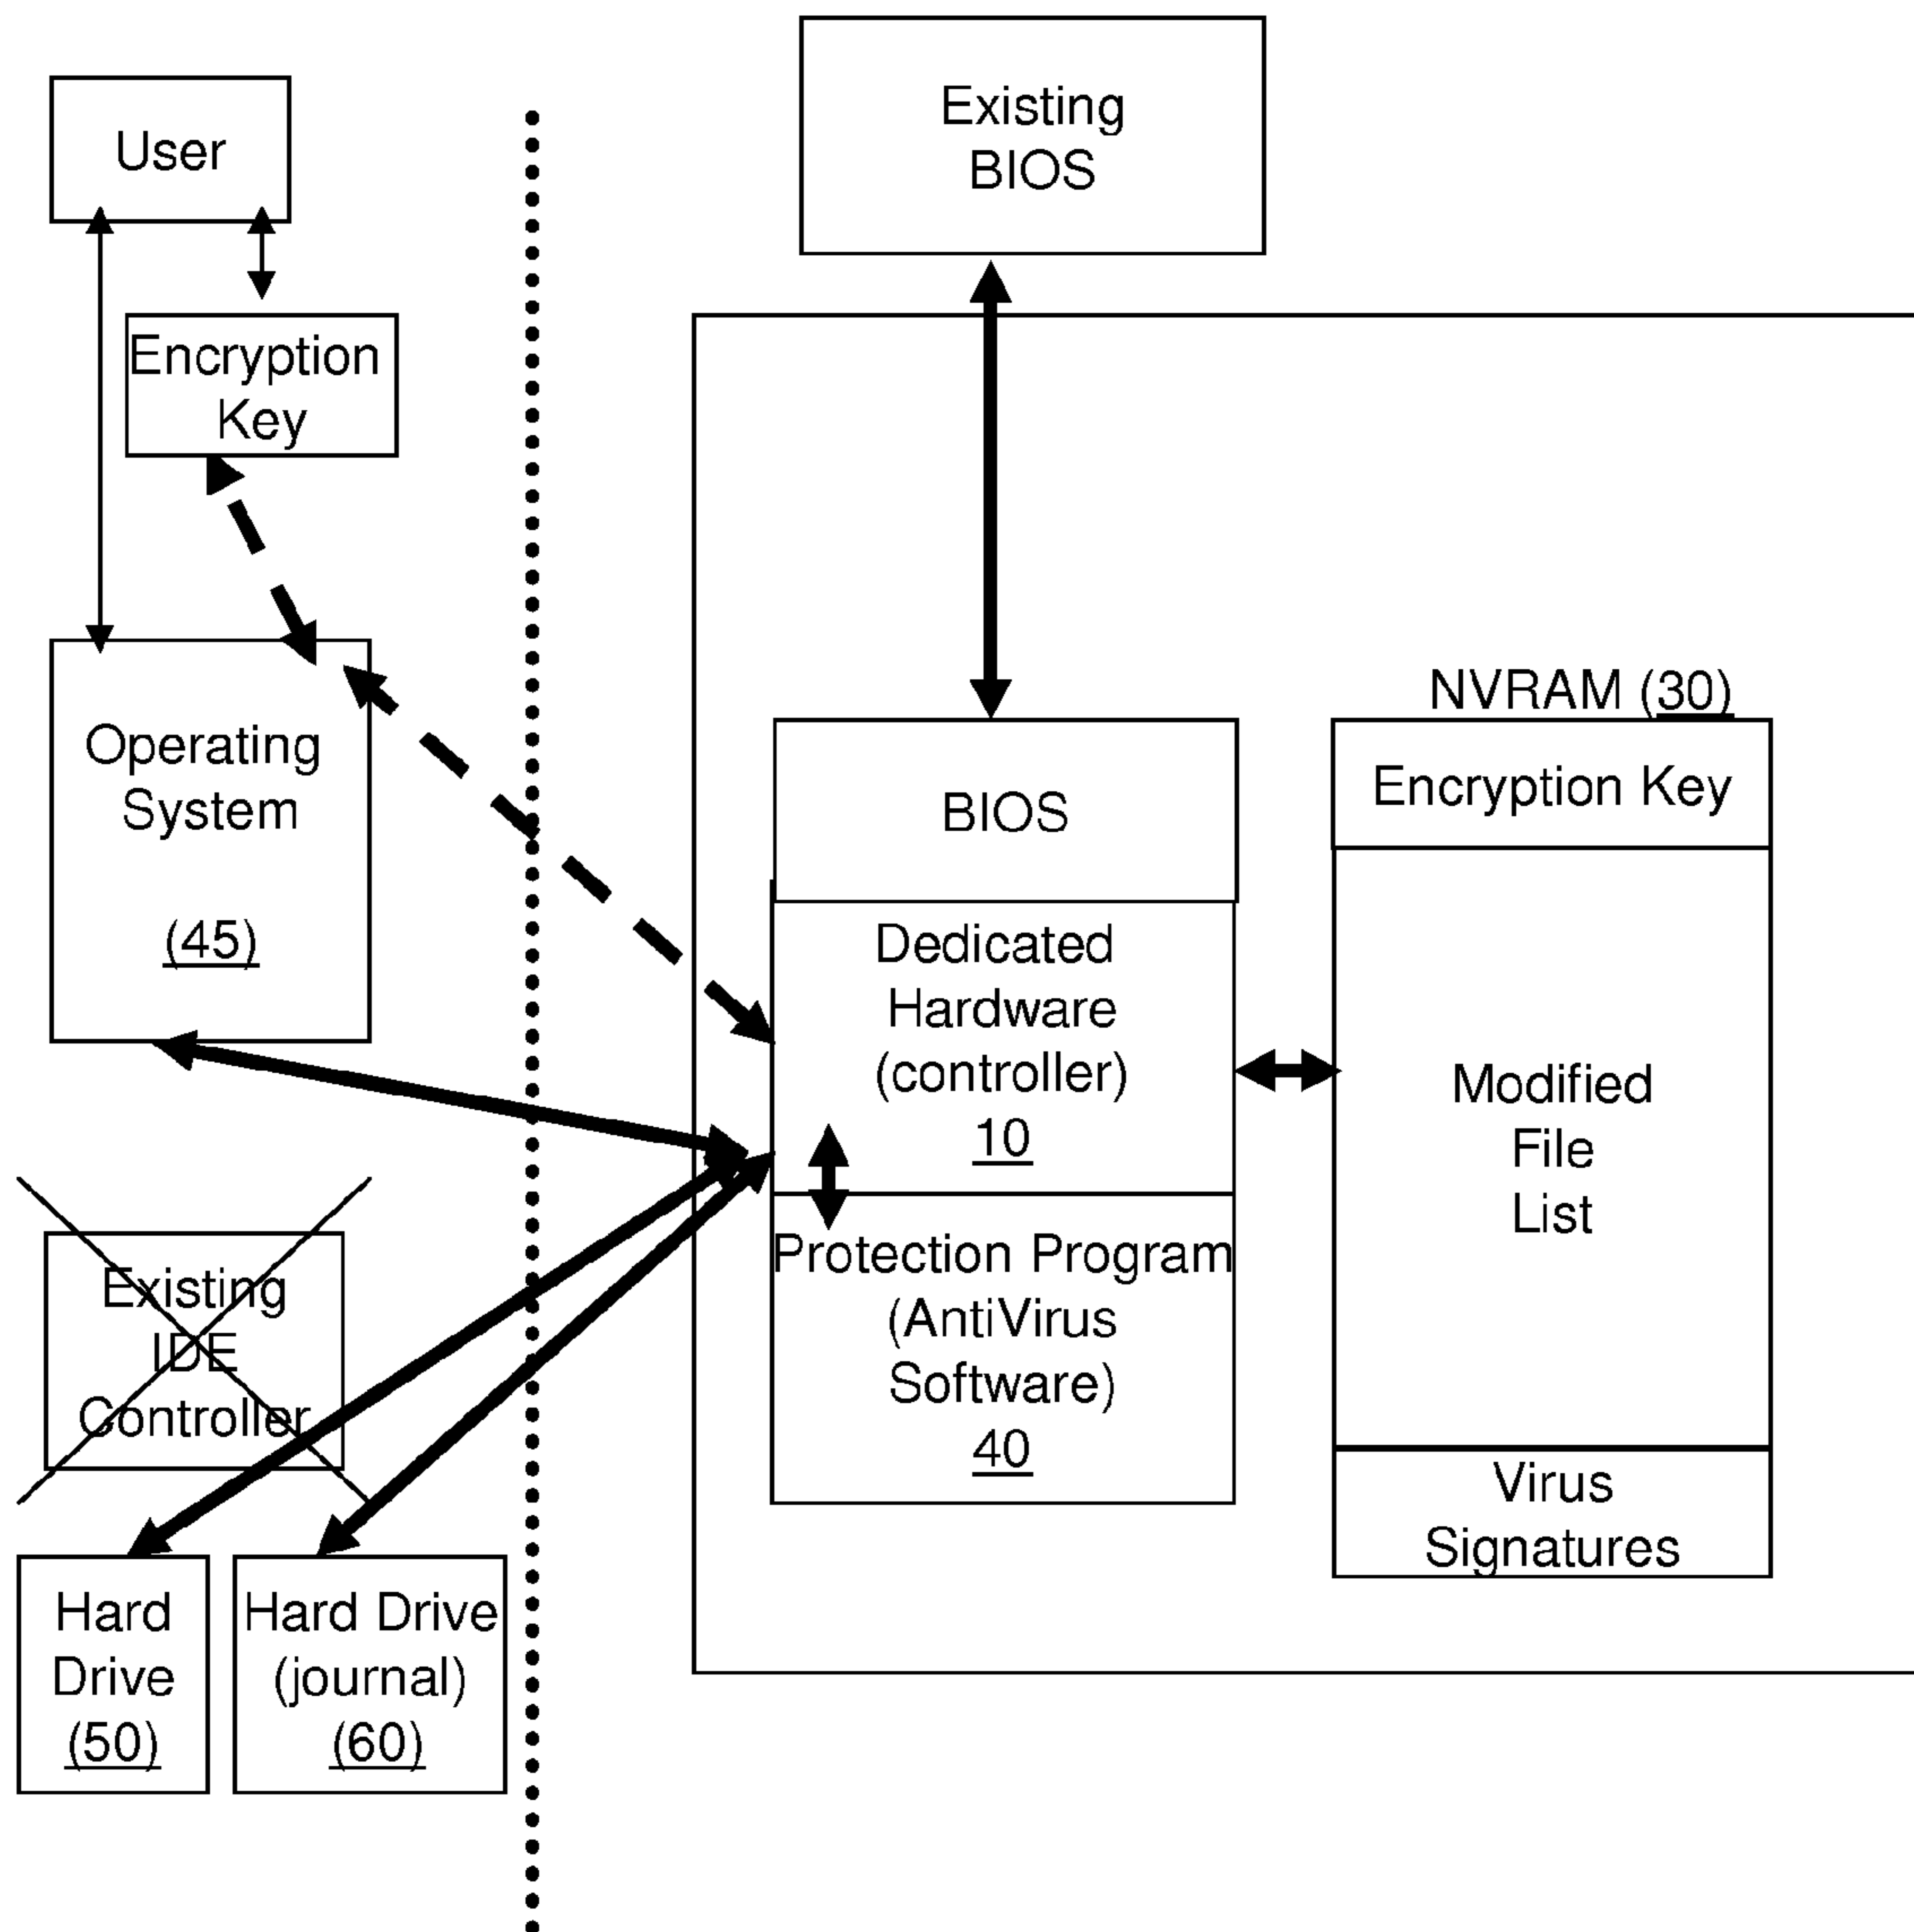 User
Encryption
Key
Operating
System
(45)
Existing
IDE
Controller
Hard
Drive
(50)
Hard Drive
(journal)
(60)
Existing
BIOS
BIOS
Dedicated
Hardware
(controller)
10
Protection Program
(AntiVirus
Software)
40
NVRAM (30)
Encryption Key
Modified
File
List
Virus
Signatures